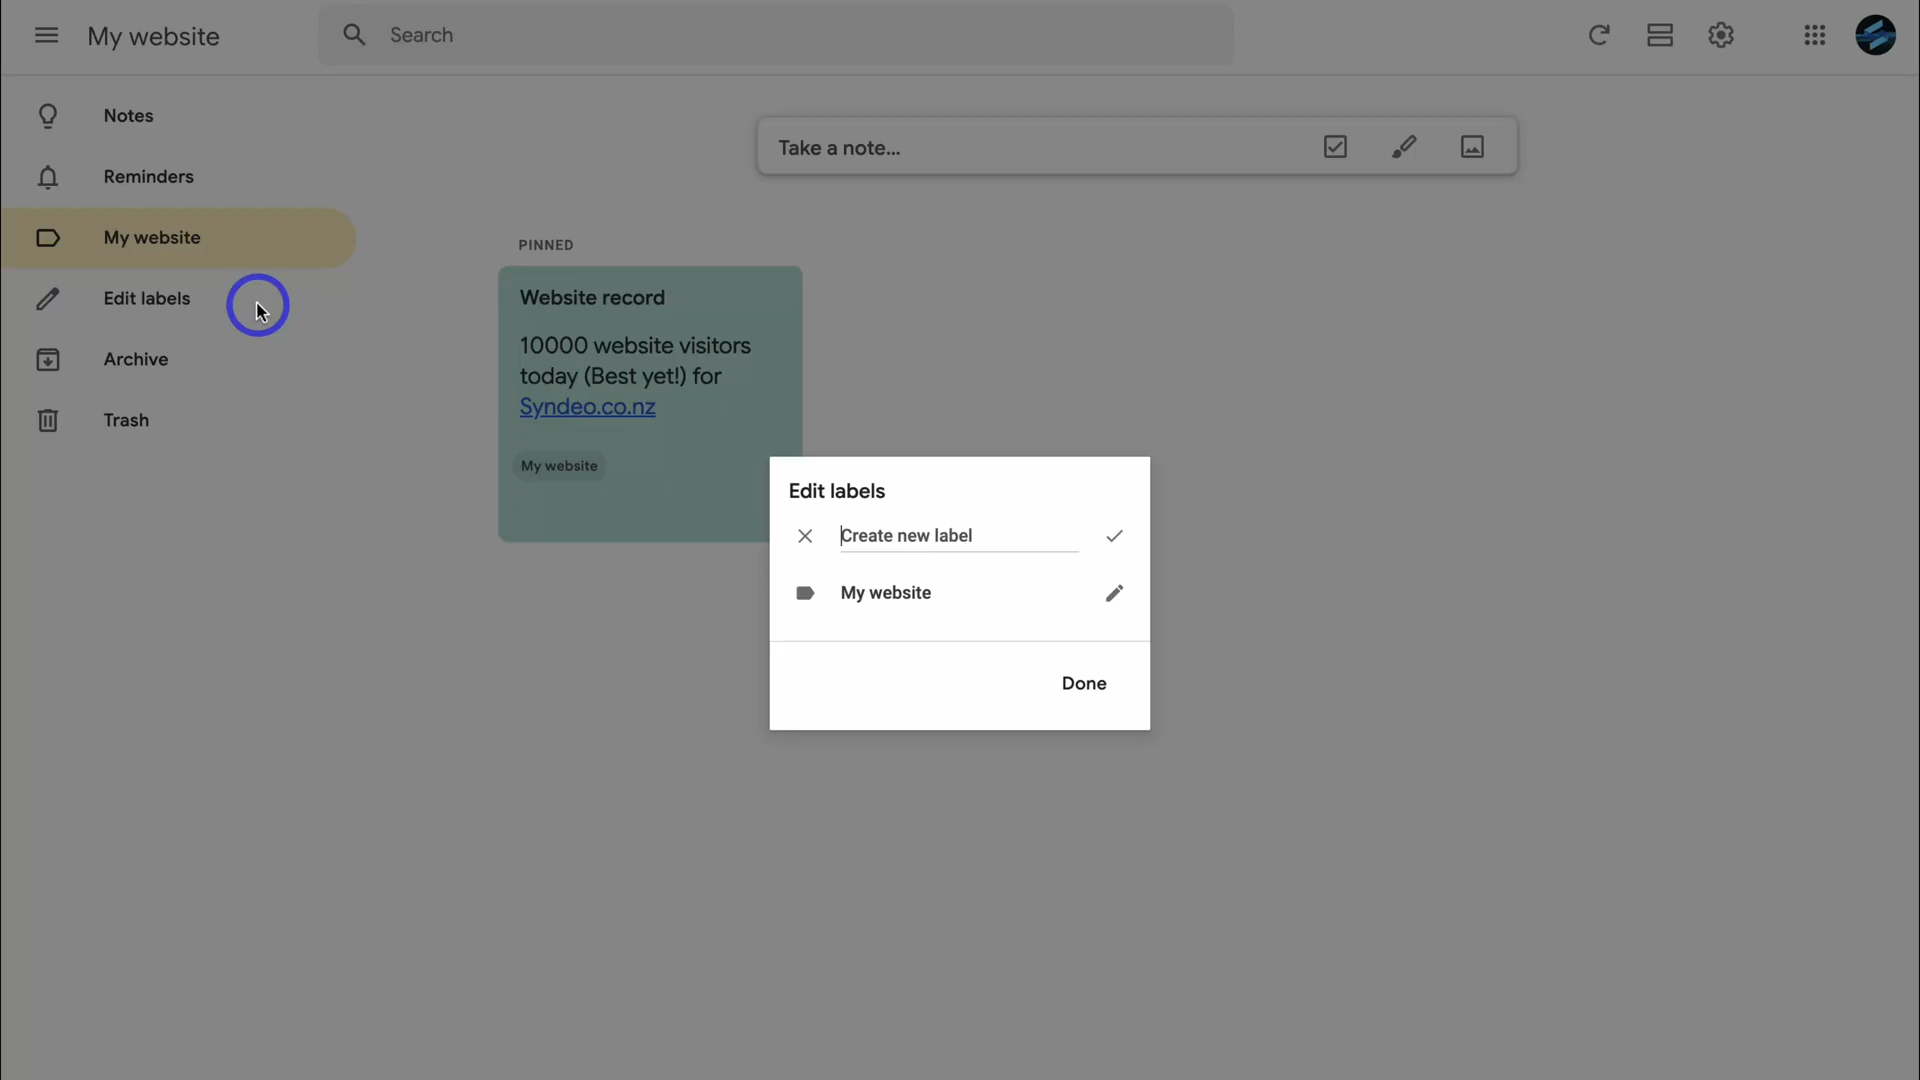 My website
Search
Notes
Reminders
My website
Edit labels
Archive
Trash
Take a note...
PINNED
Website record
10000 website visitors
today (Best yet!) for
Syndeo.co.nz
My website
Edit labels
Create new label
My website
Done